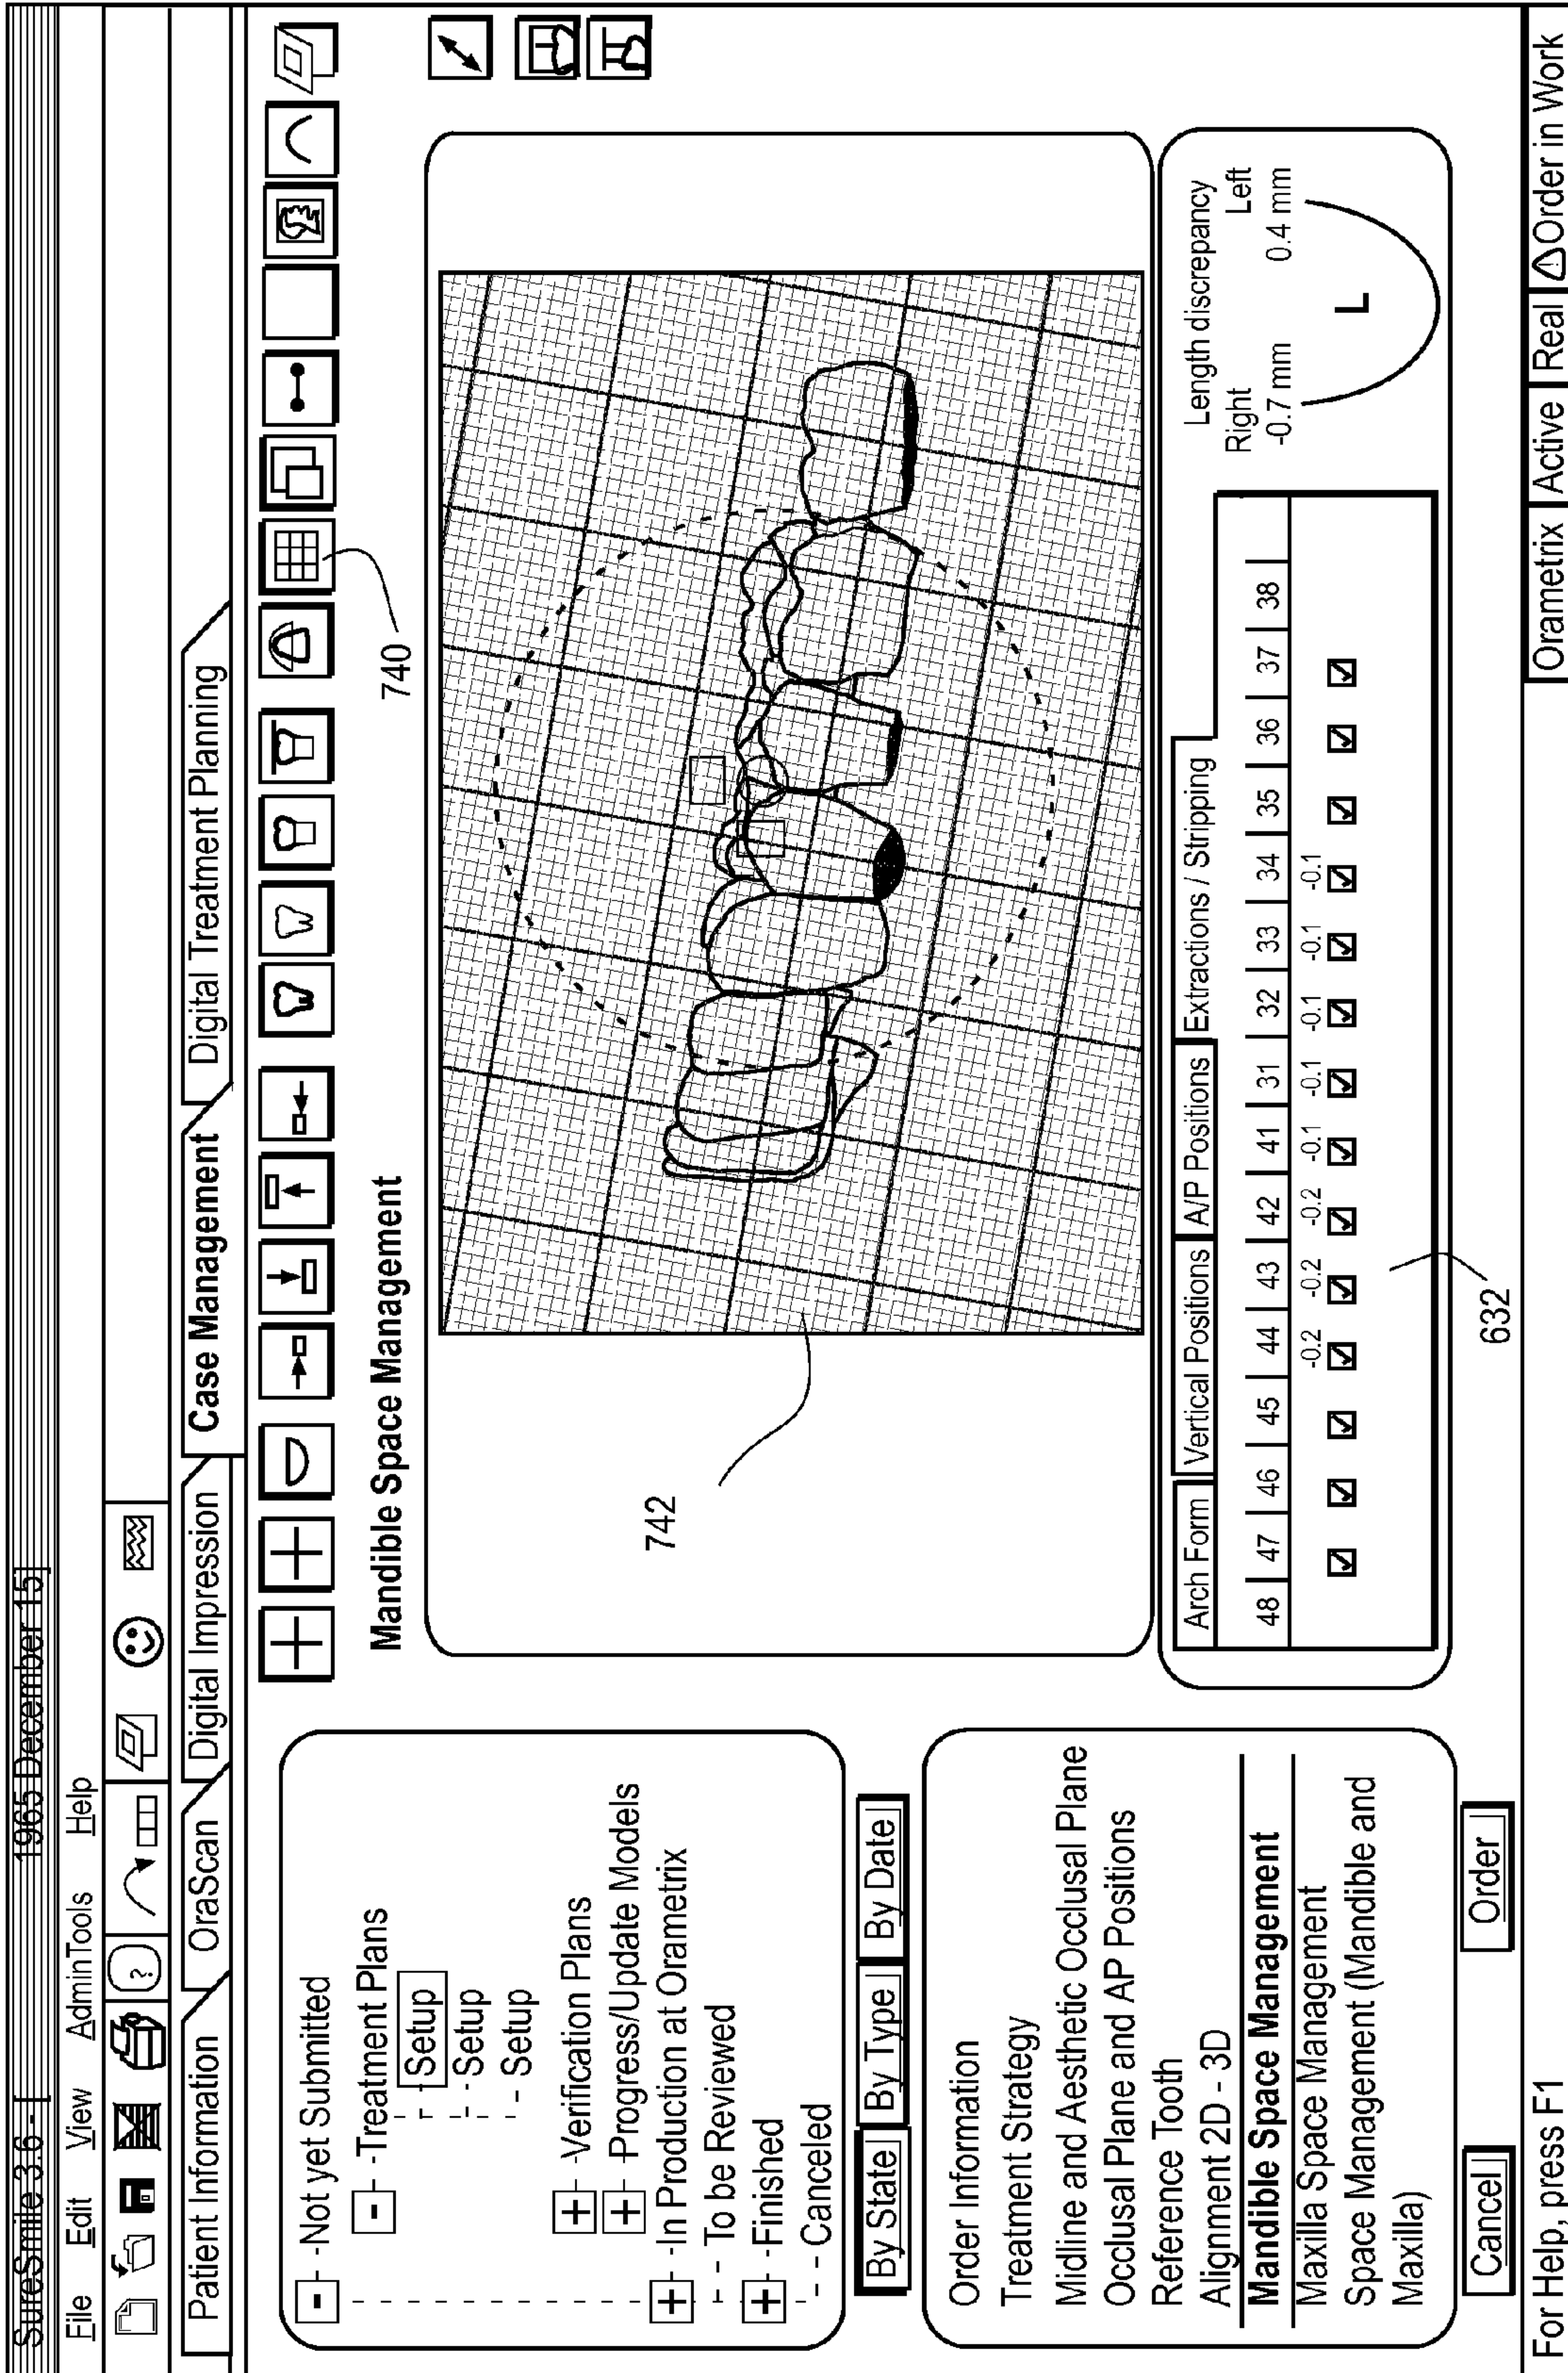 SureSmile 3.6 - [ 1965 December 15]
File Edit View AdminTools Help
?
Patient Information OraScan Digital Impression Case Management Digital Treatment Planning
740
Not yet Submitted
Treatment Plans
Setup
Setup
Setup
Verification Plans
Progress/Update Models
In Production at Orametrix
To be Reviewed
Finished
Canceled
By State By Type By Date
Order Information
Treatment Strategy
Midline and Aesthetic Occlusal Plane
Occlusal Plane and AP Positions
Reference Tooth
Alignment 2D - 3D
Mandible Space Management
Maxilla Space Management
Space Management (Mandible and
Maxilla)
Cancel Order
Mandible Space Management
742
Arch Form Vertical Positions A/P Positions Extractions / Stripping
48 47 46 45 44 43 42 41 31 32 33 34 35 36 37 38
-0.2 -0.2 -0.2 -0.1 -0.1 -0.1 -0.1 -0.1
632
Length discrepancy
Right Left
-0.7 mm 0.4 mm
L
For Help, press F1 Orametrix Active Real Order in Work